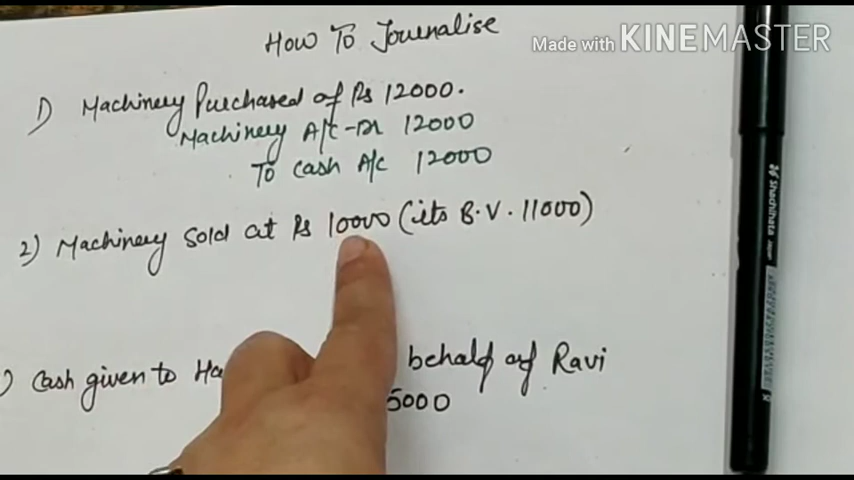 How To Journalise
Made with KINEMASTER
1) Machinery Purchased of Rs 12000.
Machinery A/c - Dr 12000
To Cash A/c 12000
2) Machinery Sold at Rs 10000 (its B.V. 11000)
) Cash given to behalf of Ravi
5000
Shachihata